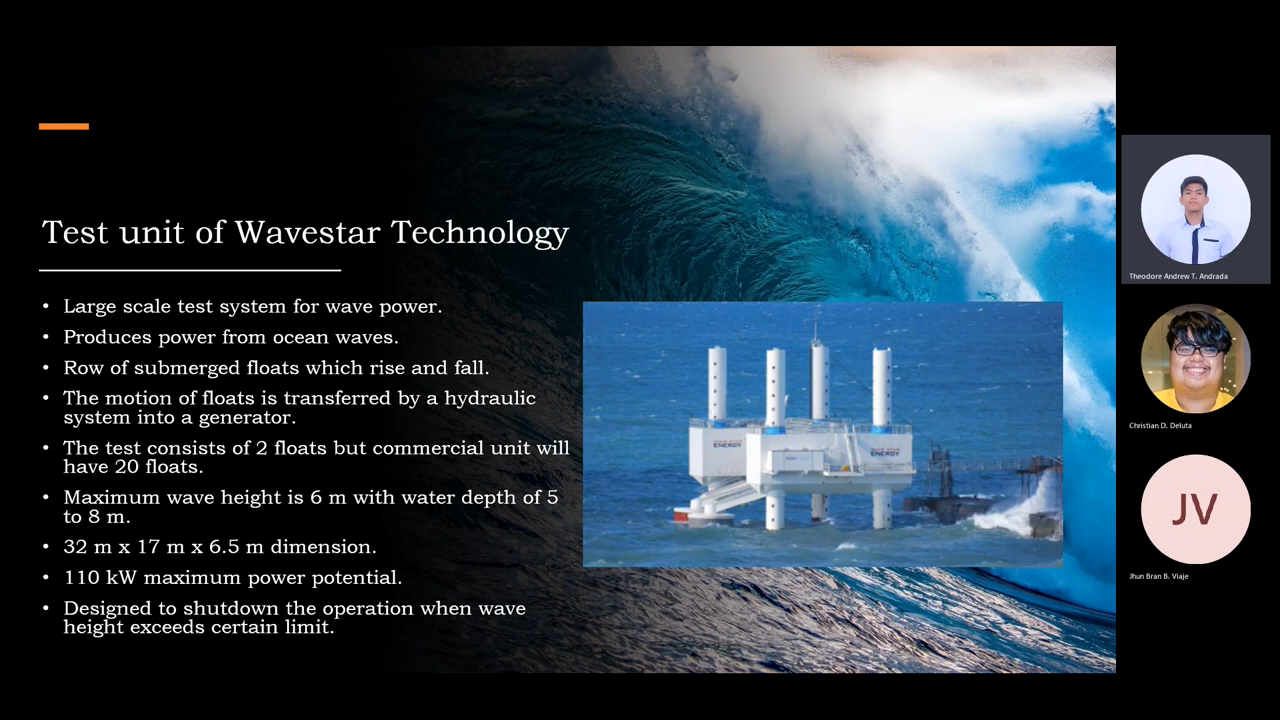 Test unit of Wavestar Technology
• Large scale test system for wave power.
• Produces power from ocean waves.
• Row of submerged floats which rise and fall.
• The motion of floats is transferred by a hydraulic
system into a generator.
• The test consists of 2 floats but commercial unit will
have 20 floats.
• Maximum wave height is 6 m with water depth of 5
to 8 m.
• 32 m x 17 m x 6.5 m dimension.
• 110 kW maximum power potential.
• Designed to shutdown the operation when wave
height exceeds certain limit.
ENERGY
ENERGY
Theodore Andrew T. Andrada
Christian D. Deluta
JV
Jhun Bran B. Viaje